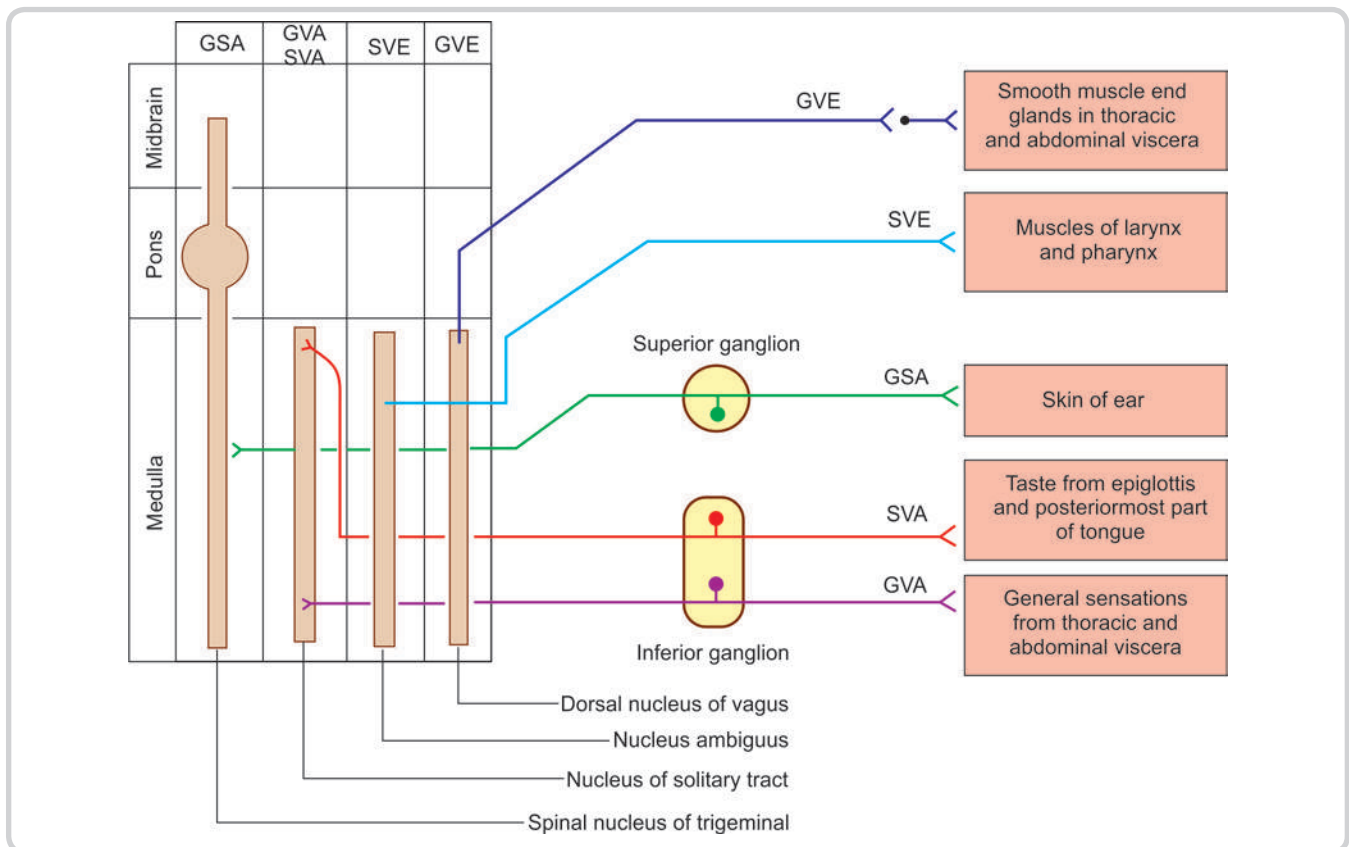 GSA
GVA
SVA
SVE
GVE
Midbrain
Pons
Medulla
GVE
Smooth muscle end
glands in thoracic
and abdominal viscera
SVE
Muscles of larynx
and pharynx
Superior ganglion
GSA
Skin of ear
SVA
Taste from epiglottis
and posteriormost part
of tongue
GVA
General sensations
from thoracic and
abdominal viscera
Inferior ganglion
Dorsal nucleus of vagus
Nucleus ambiguus
Nucleus of solitary tract
Spinal nucleus of trigeminal